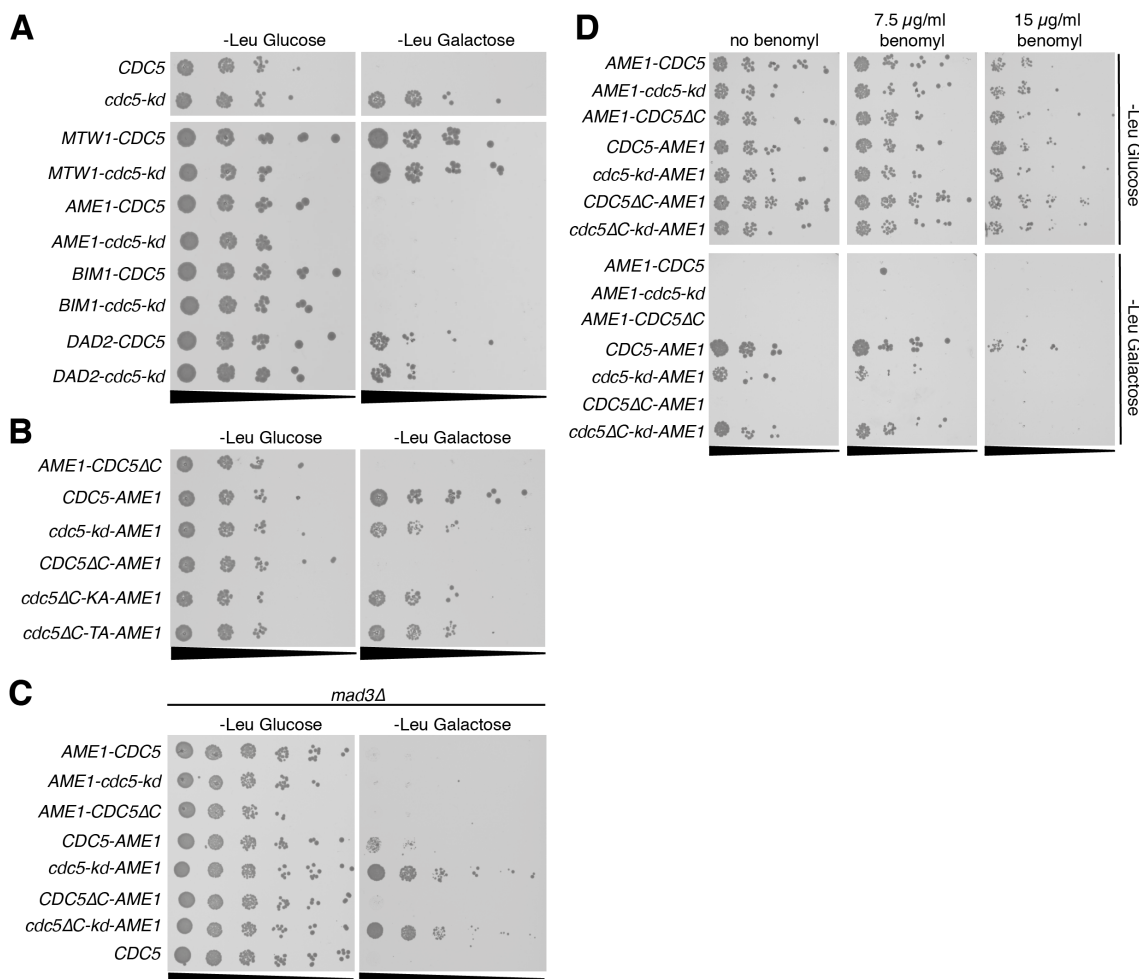 A
-Leu Glucose
-Leu Galactose
CDC5
cdc5-kd
MTW1-CDC5
MTW1-cdc5-kd
AME1-CDC5
AME1-cdc5-kd
BIM1-CDC5
BIM1-cdc5-kd
DAD2-CDC5
DAD2-cdc5-kd
B
-Leu Glucose
-Leu Galactose
AME1-CDC5ΔC
CDC5-AME1
cdc5-kd-AME1
CDC5ΔC-AME1
cdc5ΔC-KA-AME1
cdc5ΔC-TA-AME1
C
mad3Δ
-Leu Glucose
-Leu Galactose
AME1-CDC5
AME1-cdc5-kd
AME1-CDC5ΔC
CDC5-AME1
cdc5-kd-AME1
CDC5ΔC-AME1
cdc5ΔC-kd-AME1
CDC5
D
no benomyl
7.5 µg/ml
benomyl
15 µg/ml
benomyl
AME1-CDC5
AME1-cdc5-kd
AME1-CDC5ΔC
CDC5-AME1
cdc5-kd-AME1
CDC5ΔC-AME1
cdc5ΔC-kd-AME1
-Leu Glucose
AME1-CDC5
AME1-cdc5-kd
AME1-CDC5ΔC
CDC5-AME1
cdc5-kd-AME1
CDC5ΔC-AME1
cdc5ΔC-kd-AME1
-Leu Galactose